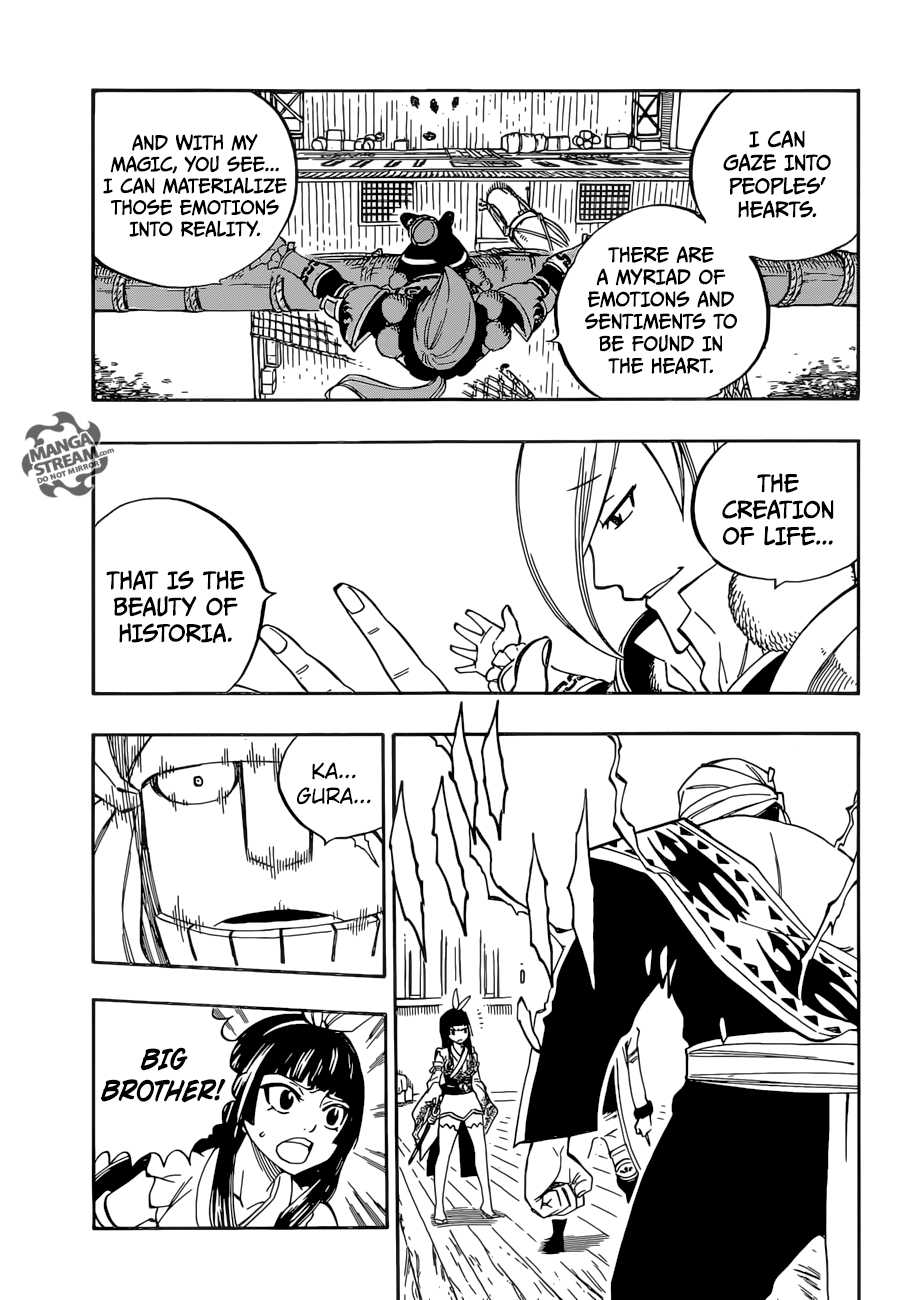 I CAN
GAZE INTO
PEOPLES'
HEARTS.
THERE ARE
A MYRIAD OF
EMOTIONS AND
SENTIMENTS TO
BE FOUND IN
THE HEART.
AND WITH MY
MAGIC, YOU SEE...
I CAN MATERIALIZE
THOSE EMOTIONS
INTO REALITY.
MANGA
STREAM.com
DO NOT MIRROR
THE
CREATION
OF LIFE...
THAT IS THE
BEAUTY OF
HISTORIA.
KA...
GURA...
BIG
BROTHER!